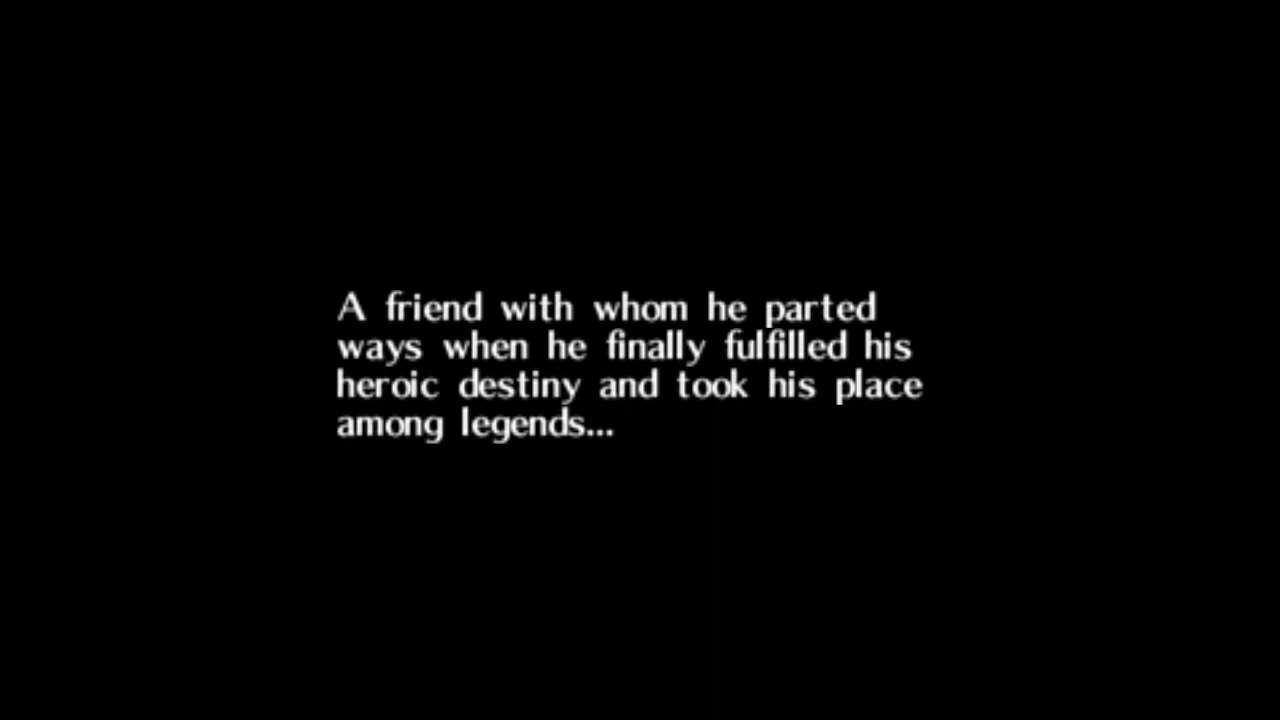 A friend with whom he parted
ways when he finally fulfilled his
heroic destiny and took his place
among legends...